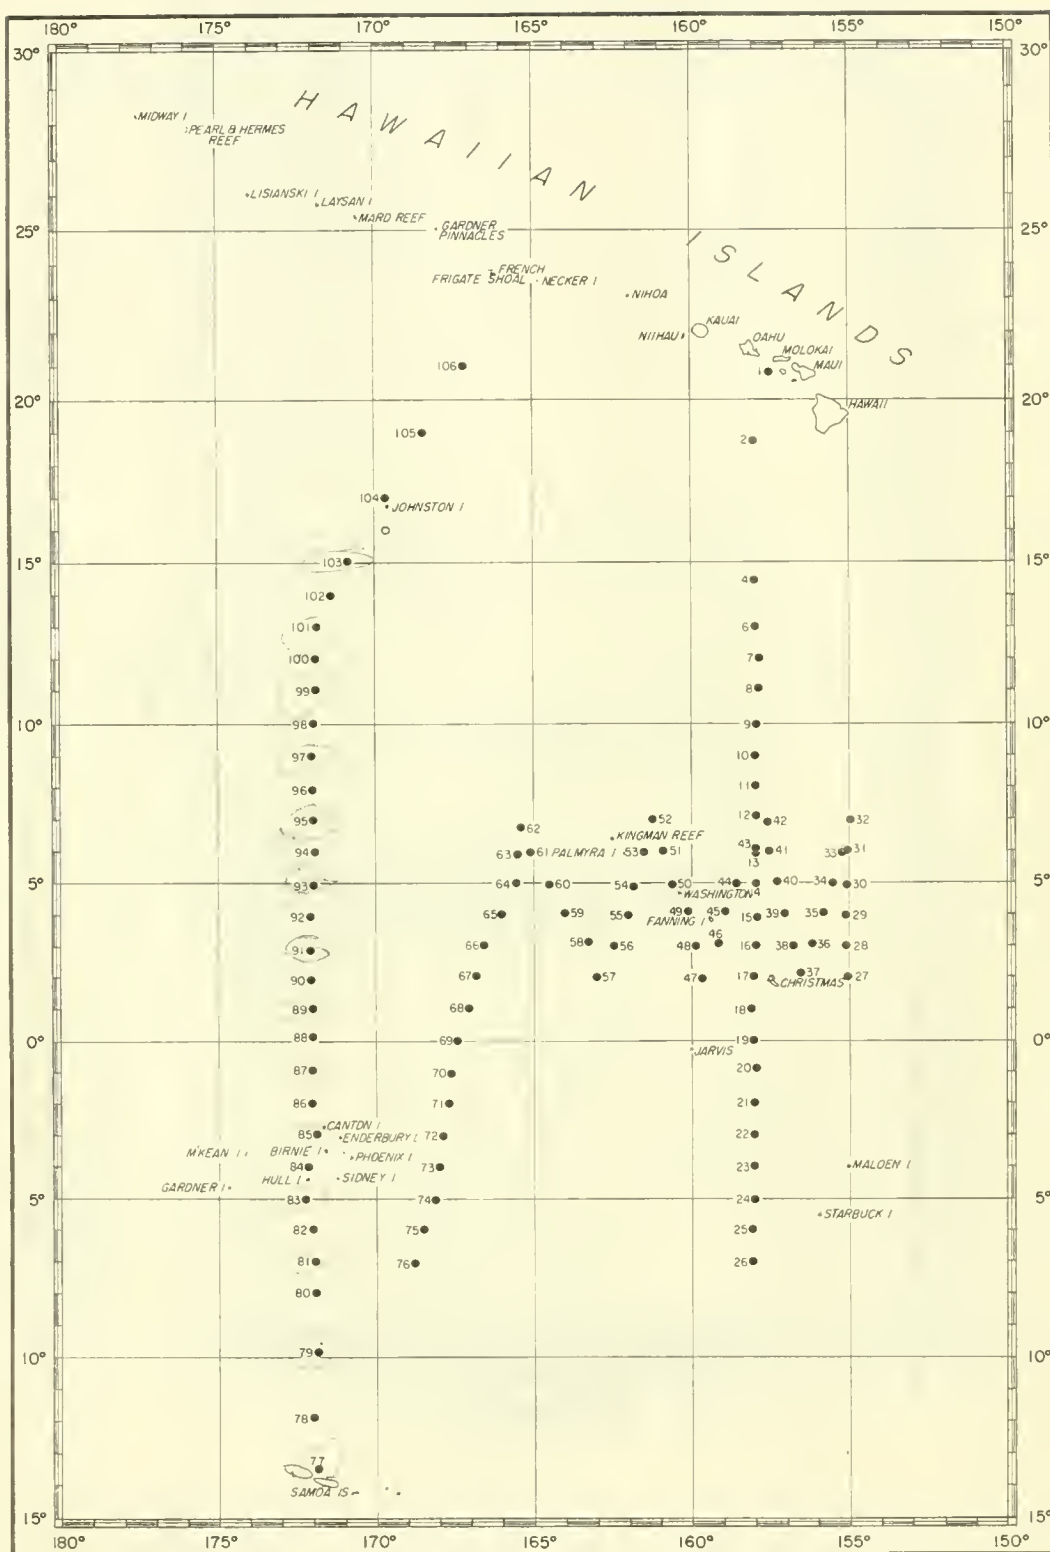 180° 175° 170° 165° 160° 155° 150°
30° 30°
HAWAIIAN
MIDWAY I
PEARL & HERMES
REEF
LISIANSKI I
LAYSAN I
MARO REEF
GARDNER
PINNACLES
25° 25°
ISLANDS
FRENCH
FRIGATE SHOAL
NECKER I
NIHOA
KAUAI
NIIHAU
OAHU
MOLOKAI
MAUI
106
1
HAWAII
20° 20°
105
2
104
JOHNSTON I
15° 15°
103
4
102
101 6
100 7
99 8
10° 98 9 10°
97 10
96 11
95 62 52 12 42 32
KINGMAN REEF
94 63 61 PALMYRA I 53 51 43 13 41 33 31
5° 93 64 60 54 50 44 4 40 34 30 5°
WASHINGTON
92 65 59 55 49 45 15 39 35 29
FANNING I
91 66 58 56 48 46 16 38 36 28
90 67 57 47 17 37 27
CHRISTMAS
89 68 18
0° 88 69 19 0°
JARVIS
87 70 20
86 71 21
CANTON I
85 72 22
ENDERBURY I
M'KEAN I BIRNIE I
PHOENIX I
84 73 23 MALDEN I
HULL I SIDNEY I
GARDNER I
5° 83 74 24 5°
STARBUCK I
82 75 25
81 76 26
80
10° 79 10°
78
77
SAMOA IS
15° 15°
180° 175° 170° 165° 160° 155° 150°